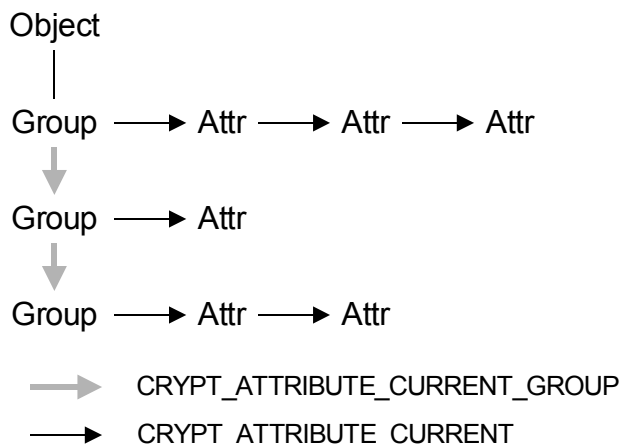 Object
Group Attr Attr Attr
Group Attr
Group Attr Attr
CRYPT_ATTRIBUTE_CURRENT_GROUP
CRYPT_ATTRIBUTE_CURRENT